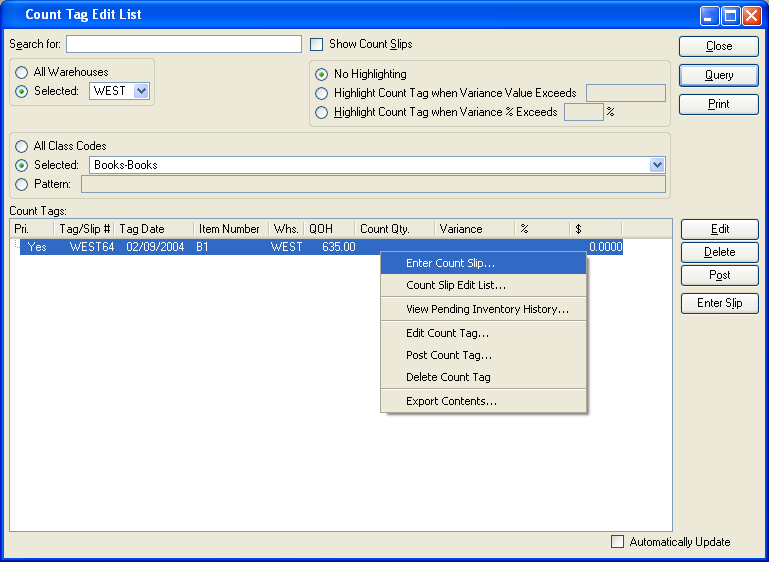 Count Tag Edit List
Search for:
Show Count Slips
Close
All Warehouses
No Highlighting
Query
Selected: WEST
Highlight Count Tag when Variance Value Exceeds
Print
Highlight Count Tag when Variance % Exceeds %
All Class Codes
Selected: Books-Books
Pattern:
Count Tags:
Pri. Tag/Slip # Tag Date Item Number Whs. QOH Count Qty. Variance % $
Edit
Yes WEST64 02/09/2004 B1 WEST 635.00 0.0000
Delete
Enter Count Slip...
Post
Count Slip Edit List...
Enter Slip
View Pending Inventory History...
Edit Count Tag...
Post Count Tag...
Delete Count Tag
Export Contents...
Automatically Update